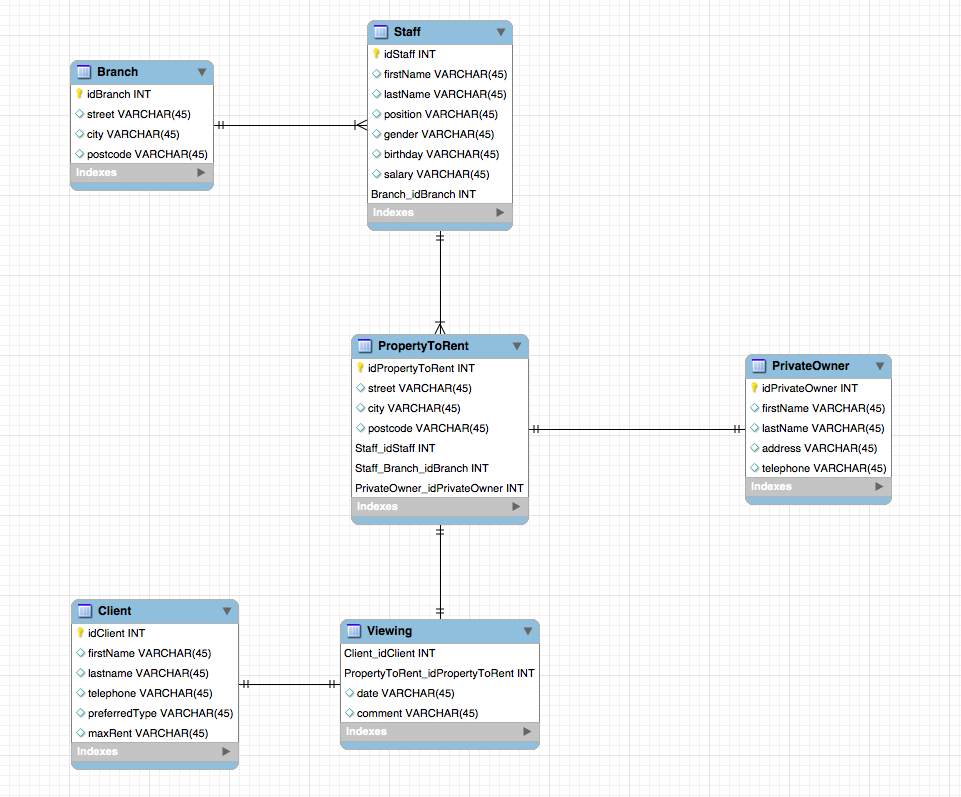 Staff
idStaff INT
firstName VARCHAR(45)
lastName VARCHAR(45)
position VARCHAR(45)
gender VARCHAR(45)
birthday VARCHAR(45)
salary VARCHAR(45)
Branch_idBranch INT
Indexes
Branch
idBranch INT
street VARCHAR(45)
city VARCHAR(45)
postcode VARCHAR(45)
Indexes
PropertyToRent
idPropertyToRent INT
street VARCHAR(45)
city VARCHAR(45)
postcode VARCHAR(45)
Staff_idStaff INT
Staff_Branch_idBranch INT
PrivateOwner_idPrivateOwner INT
Indexes
PrivateOwner
idPrivateOwner INT
firstName VARCHAR(45)
lastName VARCHAR(45)
address VARCHAR(45)
telephone VARCHAR(45)
Indexes
Client
idClient INT
firstName VARCHAR(45)
lastname VARCHAR(45)
telephone VARCHAR(45)
preferredType VARCHAR(45)
maxRent VARCHAR(45)
Indexes
Viewing
Client_idClient INT
PropertyToRent_idPropertyToRent INT
date VARCHAR(45)
comment VARCHAR(45)
Indexes